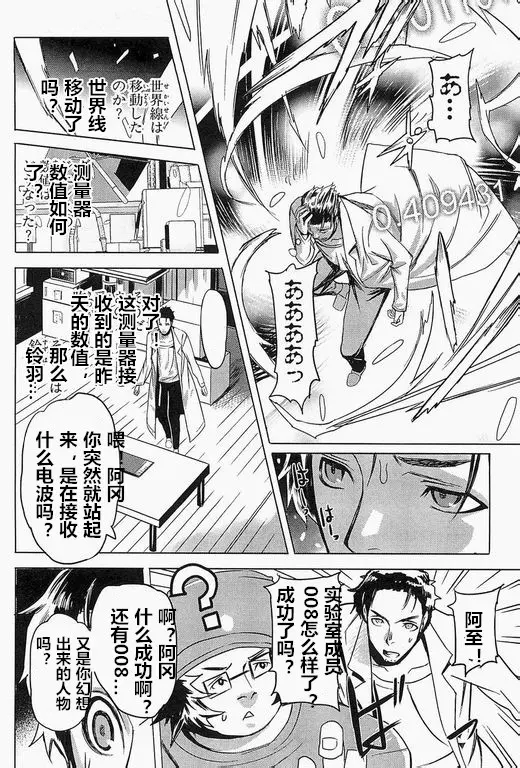 あ…
0.409431
ああああっ
世界線は
移動した
のか？
世界线
移动了
吗？
测量器
数值如何
了？
なった？
对了
这测量器接
收到的是昨
天的数值，
那么
は
铃羽…
喂！阿冈
你突然就站起
来，是在接收
什么电波吗？
はーっ
はーっ
阿至！
实验室成员
008怎么样了？
成功了吗？
？
啊？阿冈
什么成功啊？
还有008…
又是你幻想
出来的人物
吗？